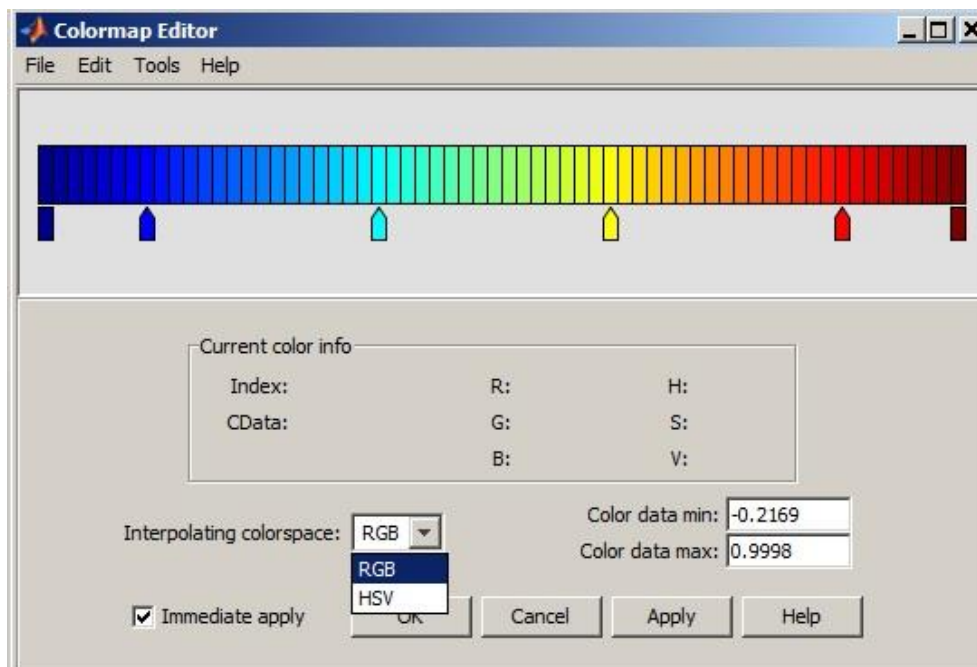 Colormap Editor
File Edit Tools Help
Current color info
Index: R: H:
CData: G: S:
B: V:
Interpolating colorspace: RGB
Color data min: -0.2169
Color data max: 0.9998
RGB
HSV
Immediate apply
OK Cancel Apply Help